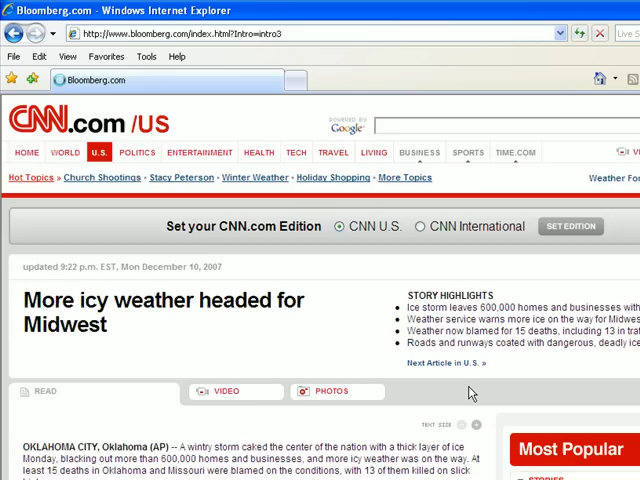 Bloomberg.com - Windows Internet Explorer
http://www.bloomberg.com/index.html?Intro=intro3
Live S
File Edit View Favorites Tools Help
Bloomberg.com
CNN.com /US
POWERED BY
Google
HOME WORLD U.S. POLITICS ENTERTAINMENT HEALTH TECH TRAVEL LIVING BUSINESS SPORTS TIME.COM
Hot Topics » Church Shootings • Stacy Peterson • Winter Weather • Holiday Shopping • More Topics
Weather For
Set your CNN.com Edition CNN U.S. CNN International SET EDITION
updated 9:22 p.m. EST, Mon December 10, 2007
More icy weather headed for
Midwest
STORY HIGHLIGHTS
Ice storm leaves 600,000 homes and businesses with
Weather service warns more ice on the way for Midwes
Weather now blamed for 15 deaths, including 13 in traf
Roads and runways coated with dangerous, deadly ice
Next Article in U.S. »
READ VIDEO PHOTOS
TEXT SIZE
OKLAHOMA CITY, Oklahoma (AP) -- A wintry storm caked the center of the nation with a thick layer of ice
Monday, blacking out more than 600,000 homes and businesses, and more icy weather was on the way. At
least 15 deaths in Oklahoma and Missouri were blamed on the conditions, with 13 of them killed on slick
Most Popular
STORIES